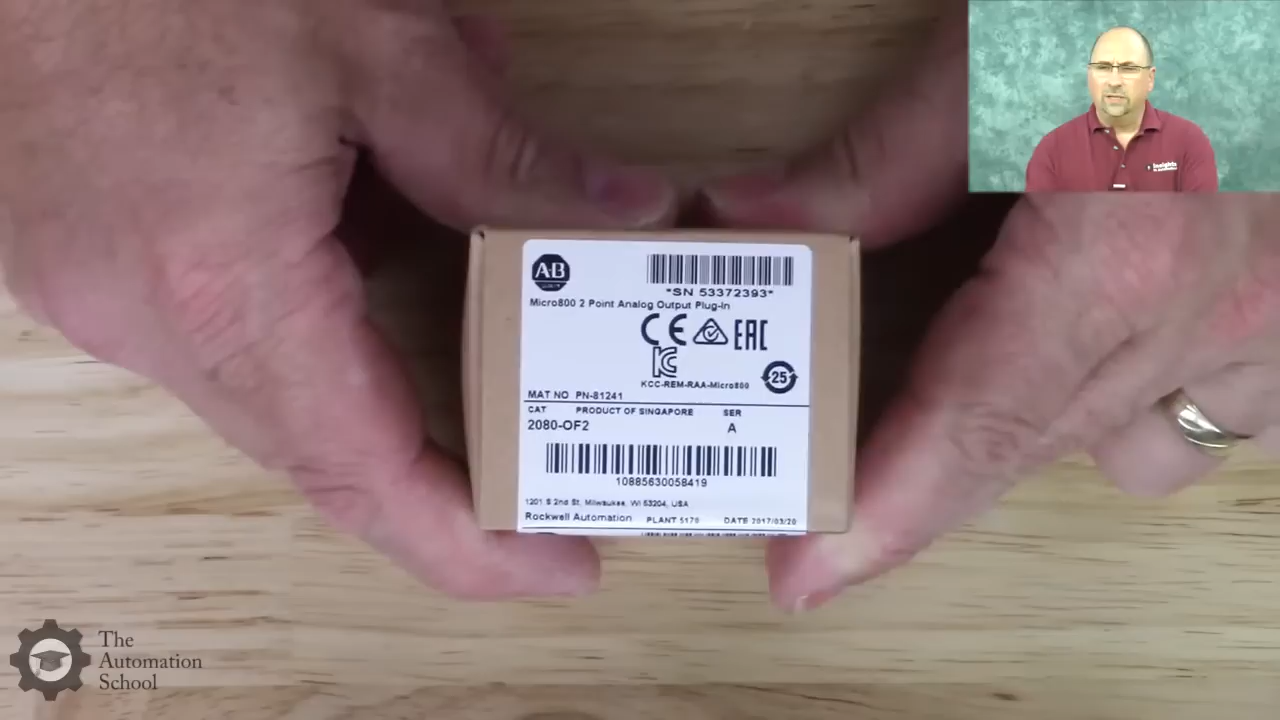 A-B
*SN 53372393*
Micro800 2 Point Analog Output Plug-In
CE EAC
KC
KCC-REM-RAA-Micro800
25
MAT NO PN-81241
CAT PRODUCT OF SINGAPORE SER
2080-OF2 A
10885630058419
1201 S 2nd St, Milwaukee, WI 53204, USA
Rockwell Automation PLANT 5170 DATE 2017/03/20
The
Automation
School